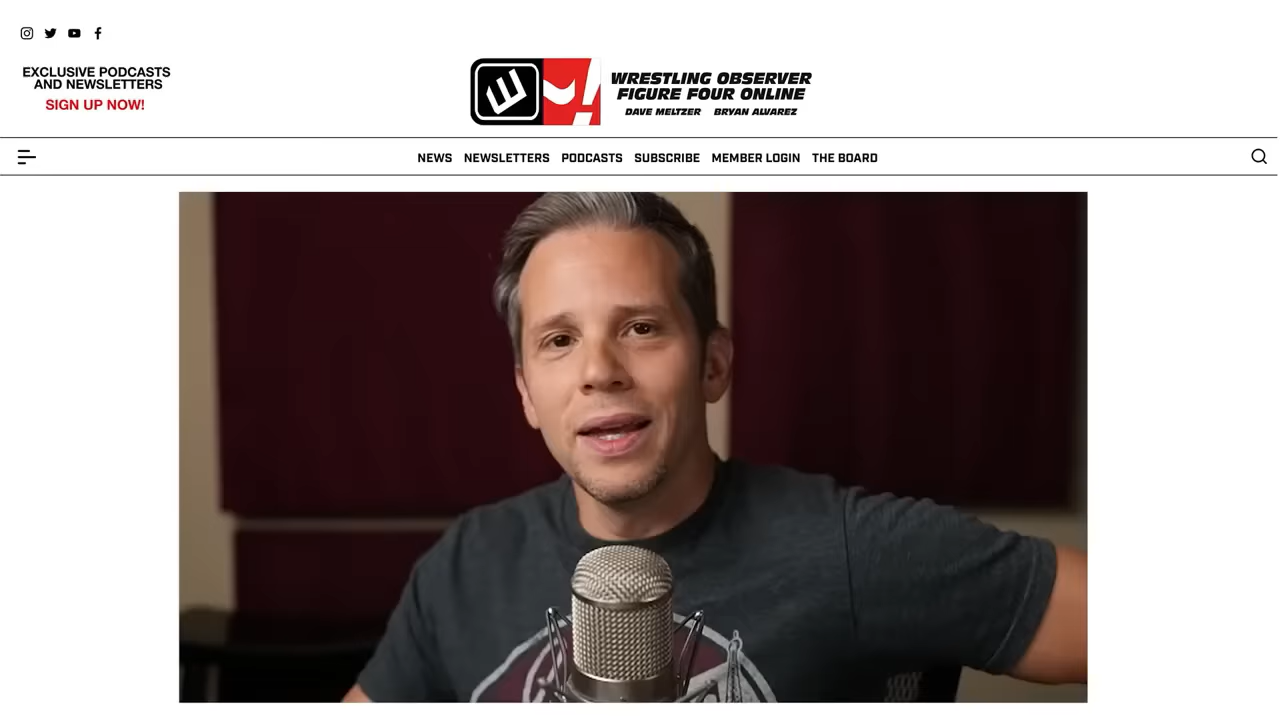 EXCLUSIVE PODCASTS
AND NEWSLETTERS
SIGN UP NOW!
WRESTLING OBSERVER
FIGURE FOUR ONLINE
DAVE MELTZER BRYAN ALVAREZ
NEWS NEWSLETTERS PODCASTS SUBSCRIBE MEMBER LOGIN THE BOARD